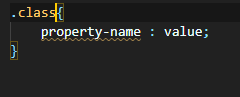 .class{
property-name : value;
}